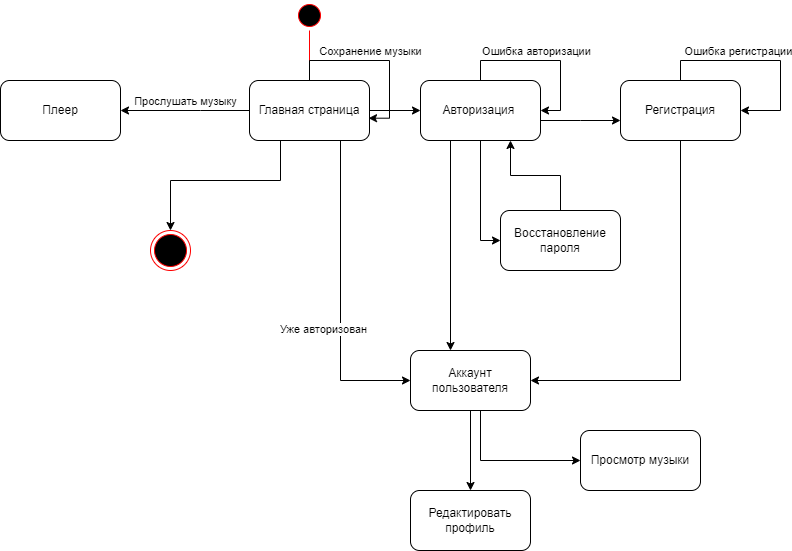 Сохранение музыки
Ошибка авторизации
Ошибка регистрации
Плеер
Прослушать музыку
Главная страница
Авторизация
Регистрация
Восстановление
пароля
Уже авторизован
Аккаунт
пользователя
Просмотр музыки
Редактировать
профиль